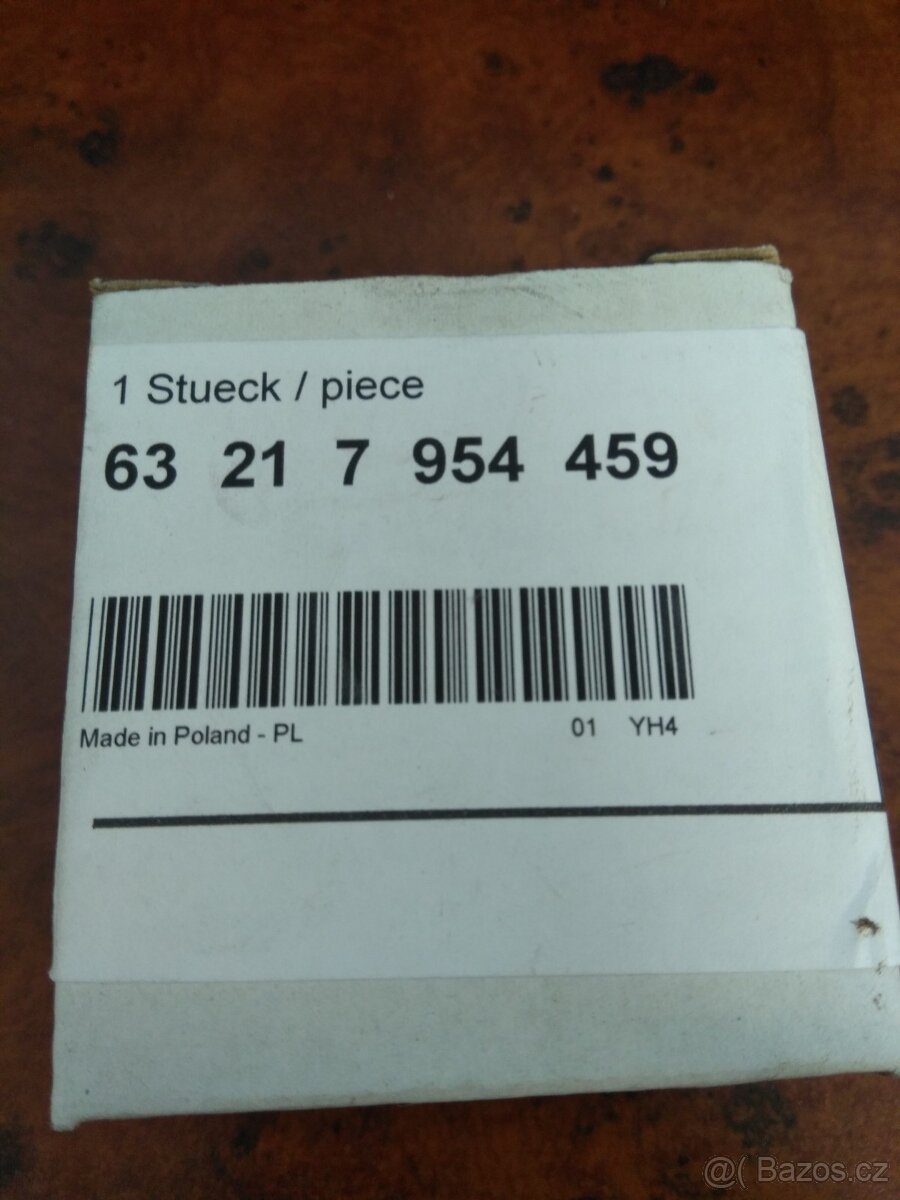 1 Stueck / piece
63 21 7 954 459
Made in Poland - PL 01 YH4
@( Bazos.cz